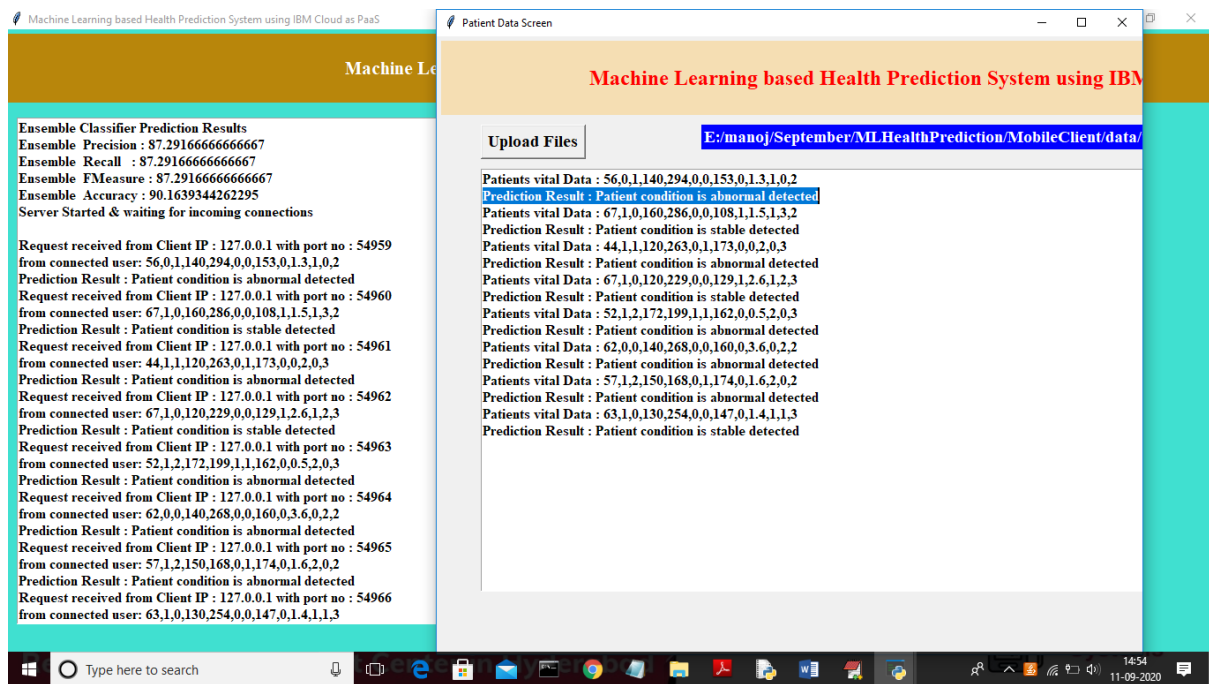 Machine Learning based Health Prediction System using IBM Cloud as PaaS
Machine Le
Ensemble Classifier Prediction Results
Ensemble Precision : 87.29166666666667
Ensemble Recall : 87.29166666666667
Ensemble FMeasure : 87.29166666666667
Ensemble Accuracy : 90.1639344262295
Server Started & waiting for incoming connections
Request received from Client IP : 127.0.0.1 with port no : 54959
from connected user: 56,0,1,140,294,0,0,153,0,1.3,1,0,2
Prediction Result : Patient condition is abnormal detected
Request received from Client IP : 127.0.0.1 with port no : 54960
from connected user: 67,1,0,160,286,0,0,108,1,1.5,1,3,2
Prediction Result : Patient condition is stable detected
Request received from Client IP : 127.0.0.1 with port no : 54961
from connected user: 44,1,1,120,263,0,1,173,0,0,2,0,3
Prediction Result : Patient condition is abnormal detected
Request received from Client IP : 127.0.0.1 with port no : 54962
from connected user: 67,1,0,120,229,0,0,129,1,2.6,1,2,3
Prediction Result : Patient condition is stable detected
Request received from Client IP : 127.0.0.1 with port no : 54963
from connected user: 52,1,2,172,199,1,1,162,0,0.5,2,0,3
Prediction Result : Patient condition is abnormal detected
Request received from Client IP : 127.0.0.1 with port no : 54964
from connected user: 62,0,0,140,268,0,0,160,0,3.6,0,2,2
Prediction Result : Patient condition is abnormal detected
Request received from Client IP : 127.0.0.1 with port no : 54965
from connected user: 57,1,2,150,168,0,1,174,0,1.6,2,0,2
Prediction Result : Patient condition is abnormal detected
Request received from Client IP : 127.0.0.1 with port no : 54966
from connected user: 63,1,0,130,254,0,0,147,0,1.4,1,1,3
Patient Data Screen
Machine Learning based Health Prediction System using IBM
Upload Files
E:/manoj/September/MLHealthPrediction/MobileClient/data/
Patients vital Data : 56,0,1,140,294,0,0,153,0,1.3,1,0,2
Prediction Result : Patient condition is abnormal detected
Patients vital Data : 67,1,0,160,286,0,0,108,1,1.5,1,3,2
Prediction Result : Patient condition is stable detected
Patients vital Data : 44,1,1,120,263,0,1,173,0,0,2,0,3
Prediction Result : Patient condition is abnormal detected
Patients vital Data : 67,1,0,120,229,0,0,129,1,2.6,1,2,3
Prediction Result : Patient condition is stable detected
Patients vital Data : 52,1,2,172,199,1,1,162,0,0.5,2,0,3
Prediction Result : Patient condition is abnormal detected
Patients vital Data : 62,0,0,140,268,0,0,160,0,3.6,0,2,2
Prediction Result : Patient condition is abnormal detected
Patients vital Data : 57,1,2,150,168,0,1,174,0,1.6,2,0,2
Prediction Result : Patient condition is abnormal detected
Patients vital Data : 63,1,0,130,254,0,0,147,0,1.4,1,1,3
Prediction Result : Patient condition is stable detected
Type here to search
14:54
11-09-2020